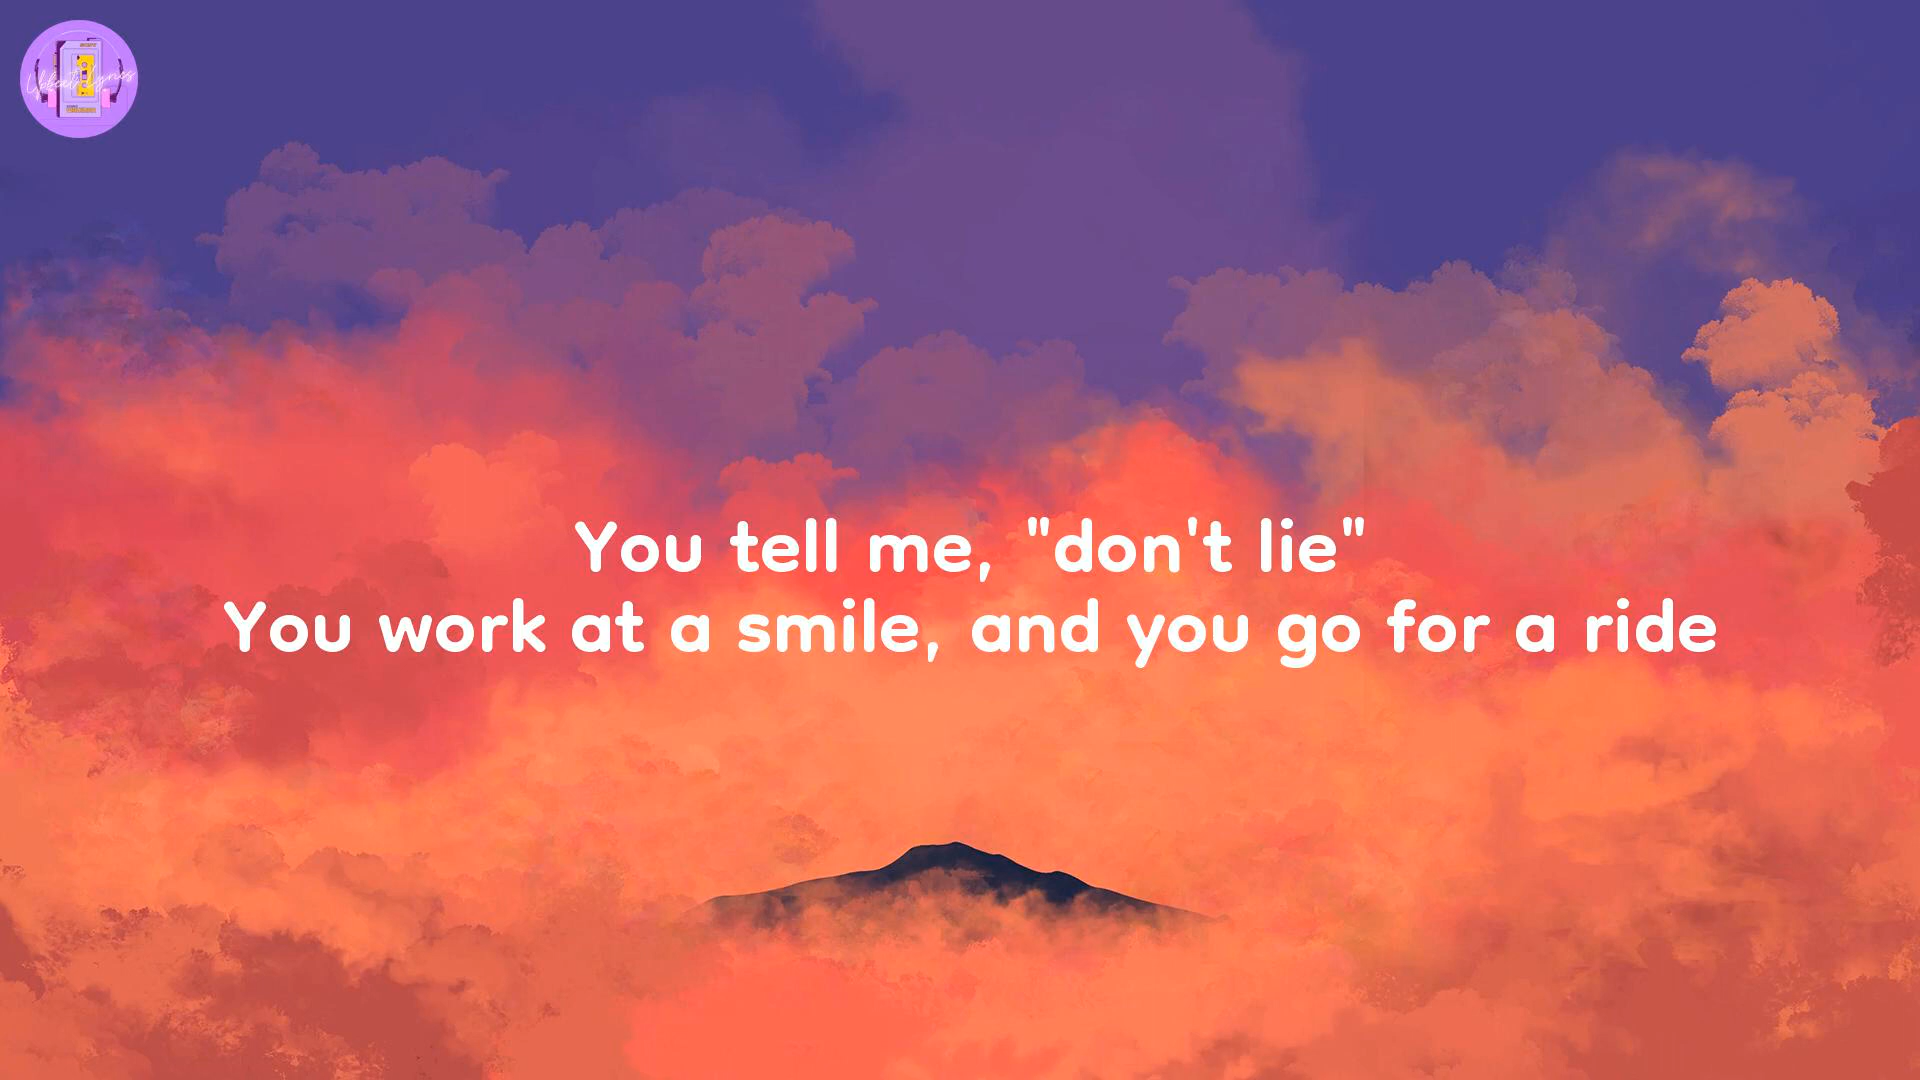 You tell me, "don't lie"
You work at a smile, and you go for a ride